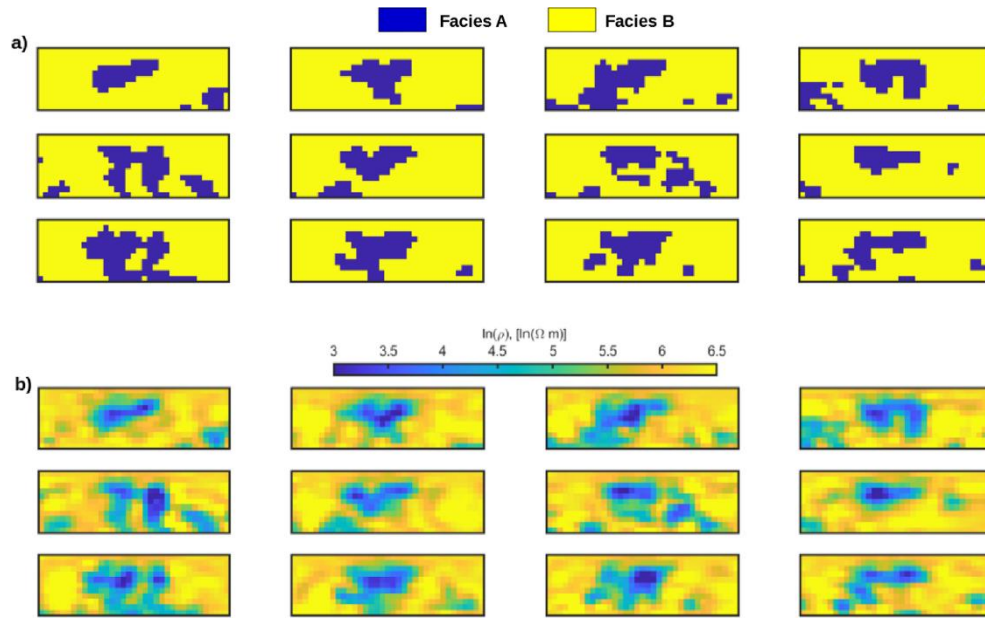 Facies A Facies B
a)
ln(ρ), [ln(Ω m)]
3 3.5 4 4.5 5 5.5 6 6.5
b)